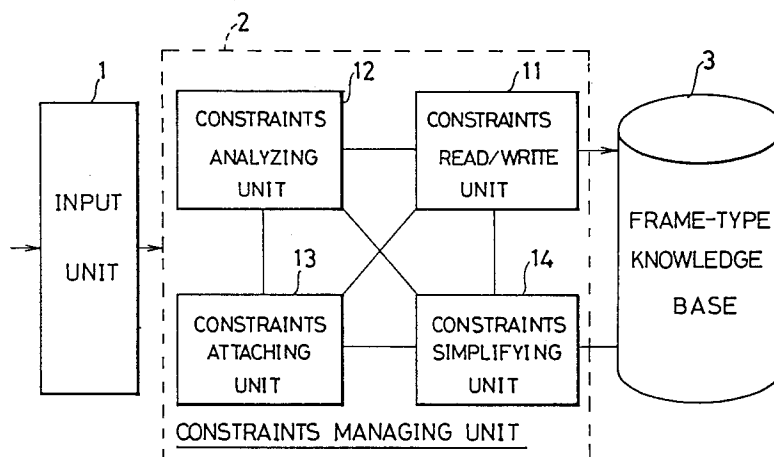 2
1
12
11
3
CONSTRAINTS
ANALYZING
UNIT
CONSTRAINTS
READ/WRITE
UNIT
INPUT
UNIT
FRAME-TYPE
KNOWLEDGE
BASE
13
14
CONSTRAINTS
ATTACHING
UNIT
CONSTRAINTS
SIMPLIFYING
UNIT
CONSTRAINTS MANAGING UNIT